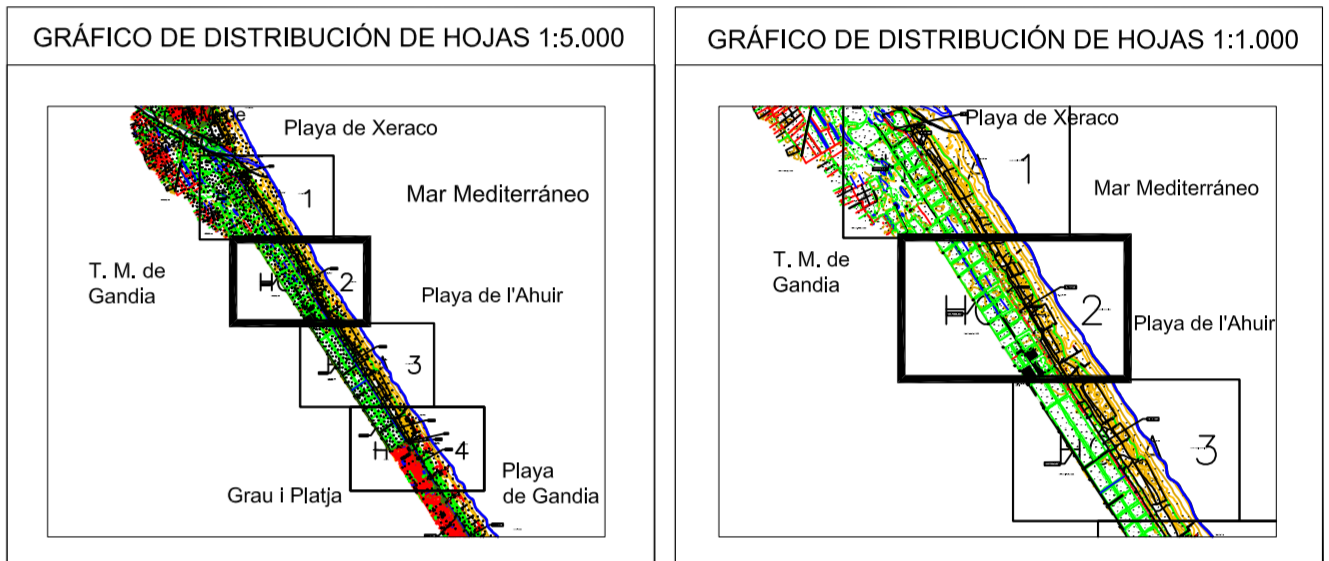 GRÁFICO DE DISTRIBUCIÓN DE HOJAS 1:5.000
Playa de Xeraco
1
Mar Mediterráneo
T. M. de
Gandia
2
Playa de l'Ahuir
3
4
Grau i Platja
Playa
de Gandia
GRÁFICO DE DISTRIBUCIÓN DE HOJAS 1:1.000
Playa de Xeraco
1
Mar Mediterráneo
T. M. de
Gandia
2
Playa de l'Ahuir
3